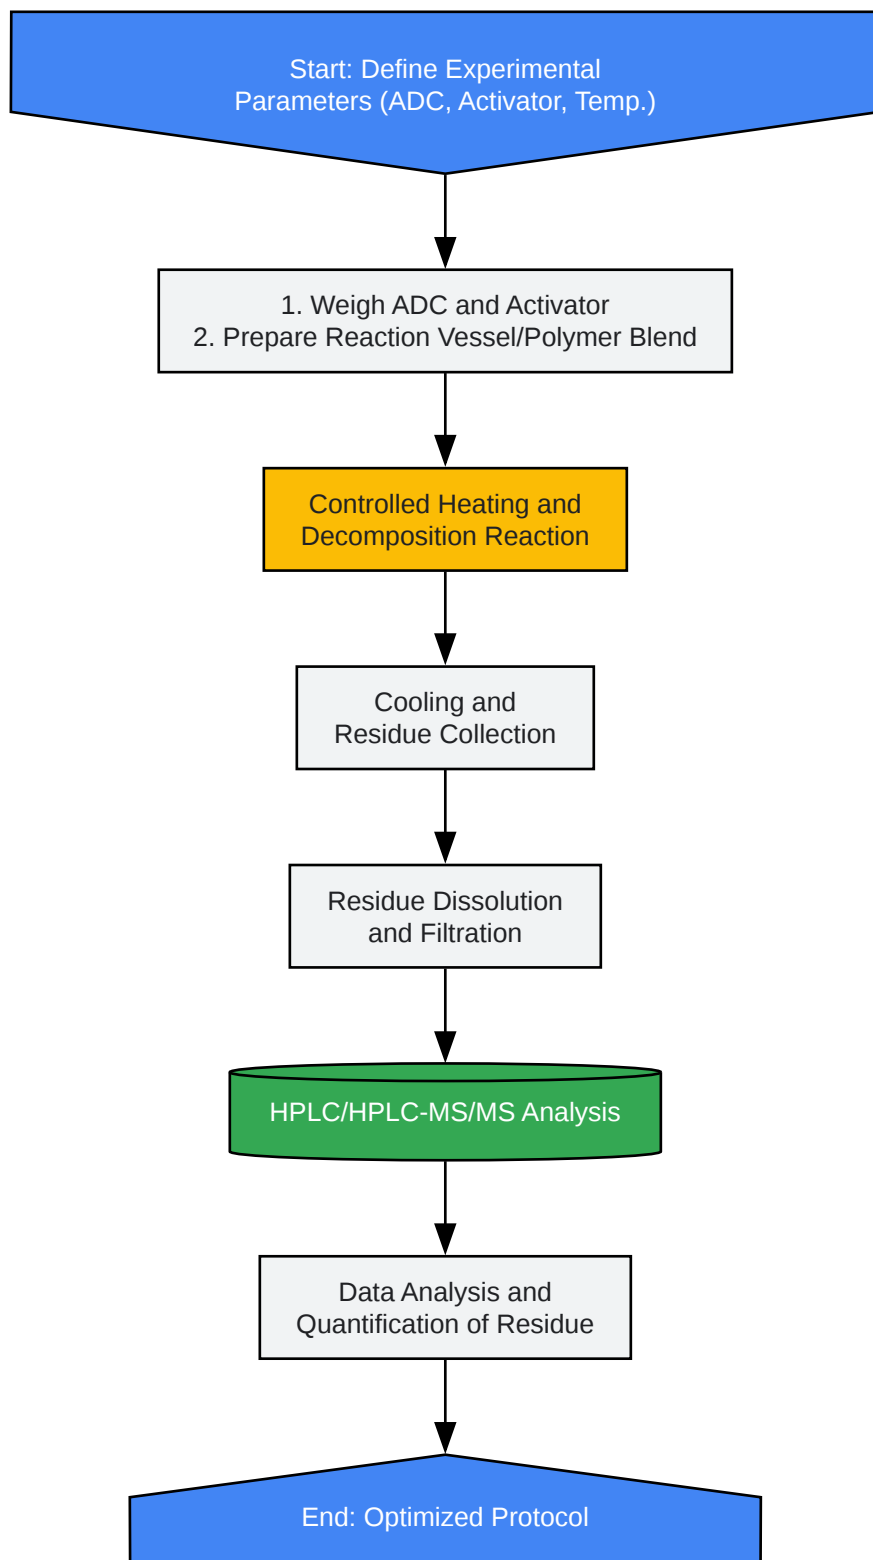 Start: Define Experimental
Parameters (ADC, Activator, Temp.)
1. Weigh ADC and Activator
2. Prepare Reaction Vessel/Polymer Blend
Controlled Heating and
Decomposition Reaction
Cooling and
Residue Collection
Residue Dissolution
and Filtration
HPLC/HPLC-MS/MS Analysis
Data Analysis and
Quantification of Residue
End: Optimized Protocol